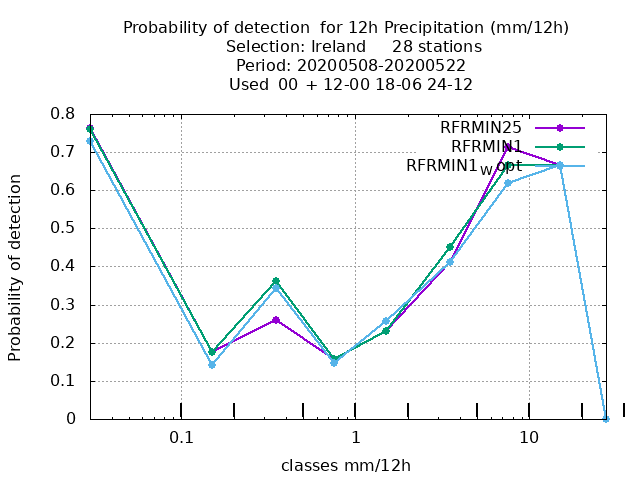 Probability of detection  for 12h Precipitation (mm/12h)
Selection: Ireland     28 stations
Period: 20200508-20200522
Used  00  + 12-00 18-06 24-12
RFRMIN25
RFRMIN1
RFRMIN1wopt
0.8
0.7
0.6
0.5
0.4
0.3
0.2
0.1
0
Probability of detection
0.1
1
10
classes mm/12h